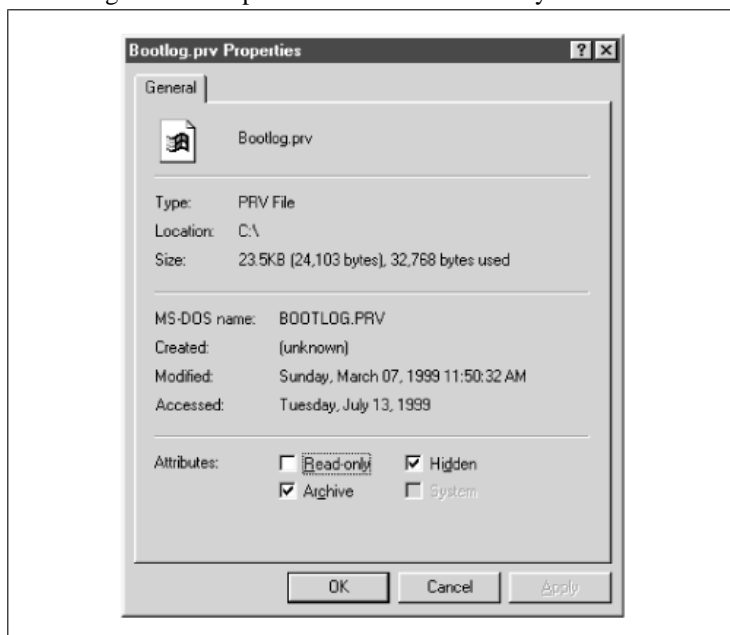 Bootlog.prv Properties
General
Bootlog.prv
Type: PRV File
Location: C:\
Size: 23.5KB (24,103 bytes), 32,768 bytes used
MS-DOS name: BOOTLOG.PRV
Created: (unknown)
Modified: Sunday, March 07, 1999 11:50:32 AM
Accessed: Tuesday, July 13, 1999
Attributes: Read-only Hidden
Archive System
OK Cancel Apply